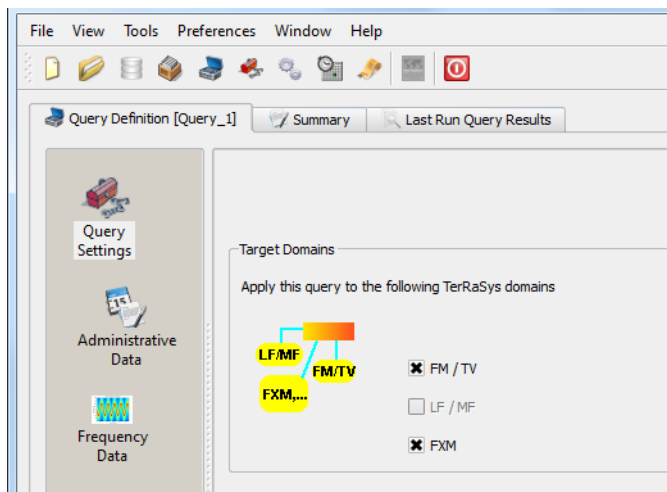 File View Tools Preferences Window Help
Query Definition [Query_1] Summary Last Run Query Results
Query
Settings
Administrative
Data
Frequency
Data
Target Domains
Apply this query to the following TerRaSys domains
LF/MF
FM/TV
FXM,...
FM / TV
LF / MF
FXM